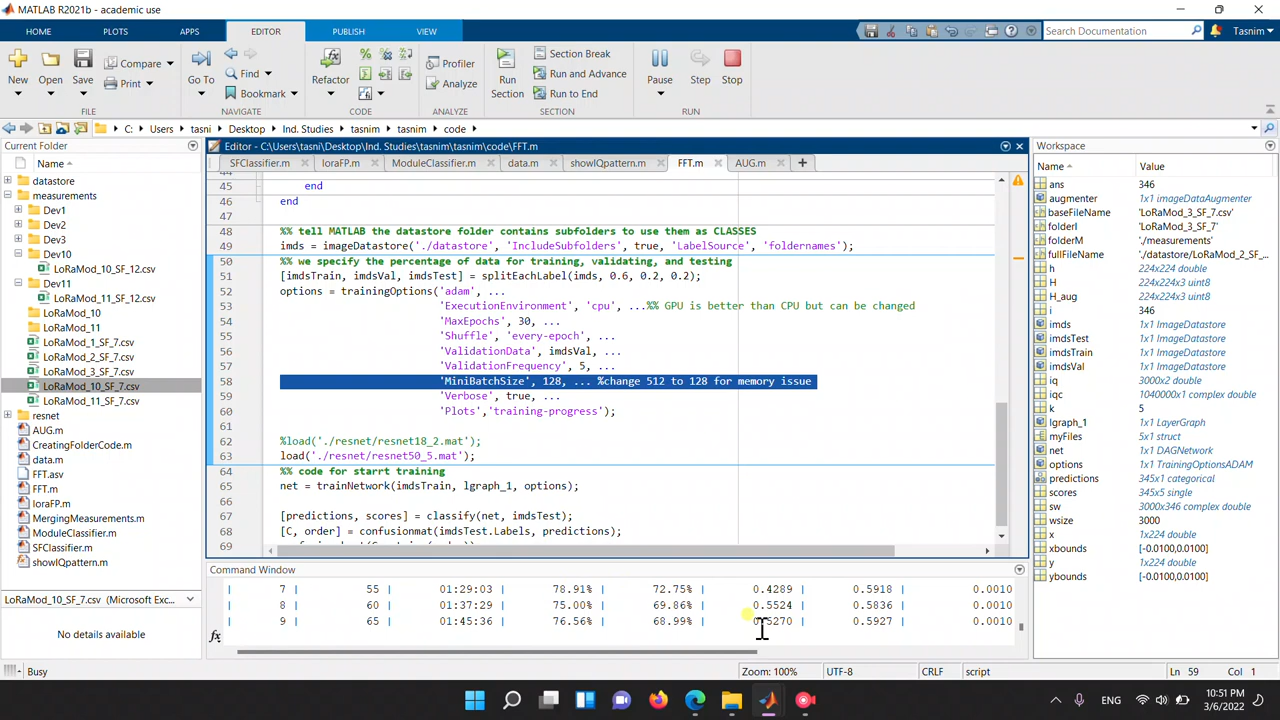 MATLAB R2021b - academic use
HOME PLOTS APPS EDITOR PUBLISH VIEW Search Documentation Tasnim
New Open Save Compare Print Go To Find Bookmark Refactor Profiler Analyze Run Section Section Break Run and Advance Run to End Pause Step Stop
FILE NAVIGATE CODE ANALYZE SECTION RUN
C: Users tasni Desktop Ind. Studies tasnim tasnim code
Current Folder
Name
datastore
measurements
Dev1
Dev2
Dev3
Dev10
LoRaMod_10_SF_12.csv
Dev11
LoRaMod_11_SF_12.csv
LoRaMod_10
LoRaMod_11
LoRaMod_1_SF_7.csv
LoRaMod_2_SF_7.csv
LoRaMod_3_SF_7.csv
LoRaMod_10_SF_7.csv
LoRaMod_11_SF_7.csv
resnet
AUG.m
CreatingFolderCode.m
data.m
FFT.asv
FFT.m
loraFP.m
MergingMeasurements.m
ModuleClassifier.m
SFClassifier.m
showIQpattern.m
LoRaMod_10_SF_7.csv (Microsoft Exc...
No details available
Editor - C:\Users\tasni\Desktop\Ind. Studies\tasnim\tasnim\code\FFT.m
SFClassifier.m loraFP.m ModuleClassifier.m data.m showIQpattern.m FFT.m AUG.m
44
45 end
46 end
47
48 %% tell MATLAB the datastore folder contains subfolders to use them as CLASSES
49 imds = imageDatastore('./datastore', 'IncludeSubfolders', true, 'LabelSource', 'foldernames');
50 %% we specify the percentage of data for training, validating, and testing
51 [imdsTrain, imdsVal, imdsTest] = splitEachLabel(imds, 0.6, 0.2, 0.2);
52 options = trainingOptions('adam', ...
53 'ExecutionEnvironment', 'cpu', ...%% GPU is better than CPU but can be changed
54 'MaxEpochs', 30, ...
55 'Shuffle', 'every-epoch', ...
56 'ValidationData', imdsVal, ...
57 'ValidationFrequency', 5, ...
58 'MiniBatchSize', 128, ... %change 512 to 128 for memory issue
59 'Verbose', true, ...
60 'Plots','training-progress');
61
62 %load('./resnet/resnet18_2.mat');
63 load('./resnet/resnet50_5.mat');
64 %% code for starrt training
65 net = trainNetwork(imdsTrain, lgraph_1, options);
66
67 [predictions, scores] = classify(net, imdsTest);
68 [C, order] = confusionmat(imdsTest.Labels, predictions);
69
Command Window
| 7 | 55 | 01:29:03 | 78.91% | 72.75% | 0.4289 | 0.5918 | 0.0010
| 8 | 60 | 01:37:29 | 75.00% | 69.86% | 0.5524 | 0.5836 | 0.0010
| 9 | 65 | 01:45:36 | 76.56% | 68.99% | 0.5270 | 0.5927 | 0.0010
fx
Workspace
Name Value
ans 346
augmenter 1x1 imageDataAugmenter
baseFileName 'LoRaMod_3_SF_7.csv'
folderI 'LoRaMod_3_SF_7'
folderM './measurements'
fullFileName './datastore/LoRaMod_2_SF_...
h 224x224 double
H 224x224x3 uint8
H_aug 224x224x3 uint8
i 346
imds 1x1 ImageDatastore
imdsTest 1x1 ImageDatastore
imdsTrain 1x1 ImageDatastore
imdsVal 1x1 ImageDatastore
iq 3000x2 double
iqc 1040000x1 complex double
k 5
lgraph_1 1x1 LayerGraph
myFiles 5x1 struct
net 1x1 DAGNetwork
options 1x1 TrainingOptionsADAM
predictions 345x1 categorical
scores 345x5 single
sw 3000x346 complex double
wsize 3000
x 1x224 double
xbounds [-0.0100,0.0100]
y 1x224 double
ybounds [-0.0100,0.0100]
Busy Zoom: 100% UTF-8 CRLF script Ln 59 Col 1
ENG 10:51 PM
3/6/2022